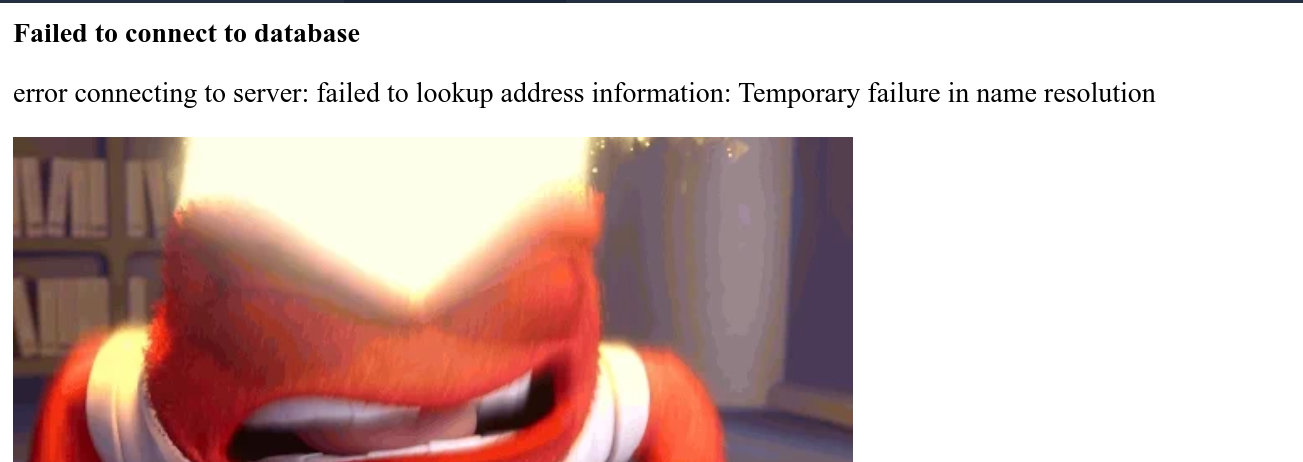 Failed to connect to database
error connecting to server: failed to lookup address information: Temporary failure in name resolution